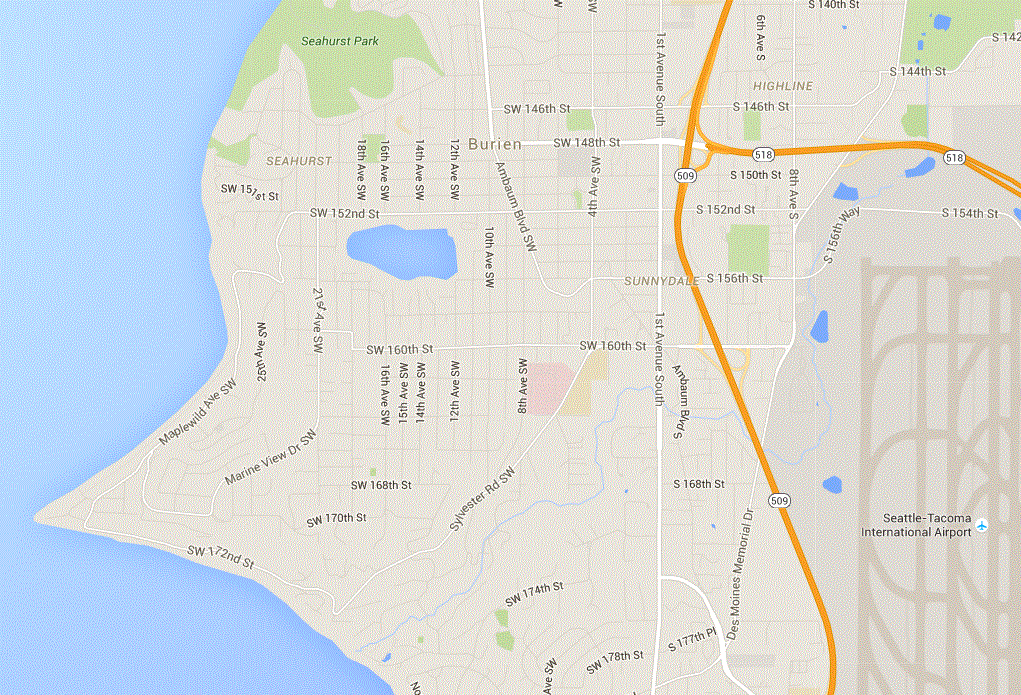 S 140th St
SW
SW
6th Ave S
Seahurst Park
1st Avenue South
S 142
S 144th St
HIGHLINE
SW 146th St
S 146th St
Burien
SW 148th St
518
518
SEAHURST
18th Ave SW
16th Ave SW
14th Ave SW
12th Ave SW
Ambaum Blvd SW
4th Ave SW
509
S 150th St
8th Ave S
SW 151st St
SW 152nd St
S 152nd St
S 154th St
S 156th Way
10th Ave SW
SUNNYDALE
S 156th St
21st Ave SW
25th Ave SW
1st Avenue South
SW 160th St
SW 160th St
16th Ave SW
15th Ave SW
14th Ave SW
12th Ave SW
8th Ave SW
Ambaum Blvd S
Maplewild Ave SW
Marine View Dr SW
SW 168th St
Sylvester Rd SW
S 168th St
509
SW 170th St
Seattle-Tacoma
International Airport
SW 172nd St
Des Moines Memorial Dr
SW 174th St
S 177th Pl
SW 178th St
Ave SW
No